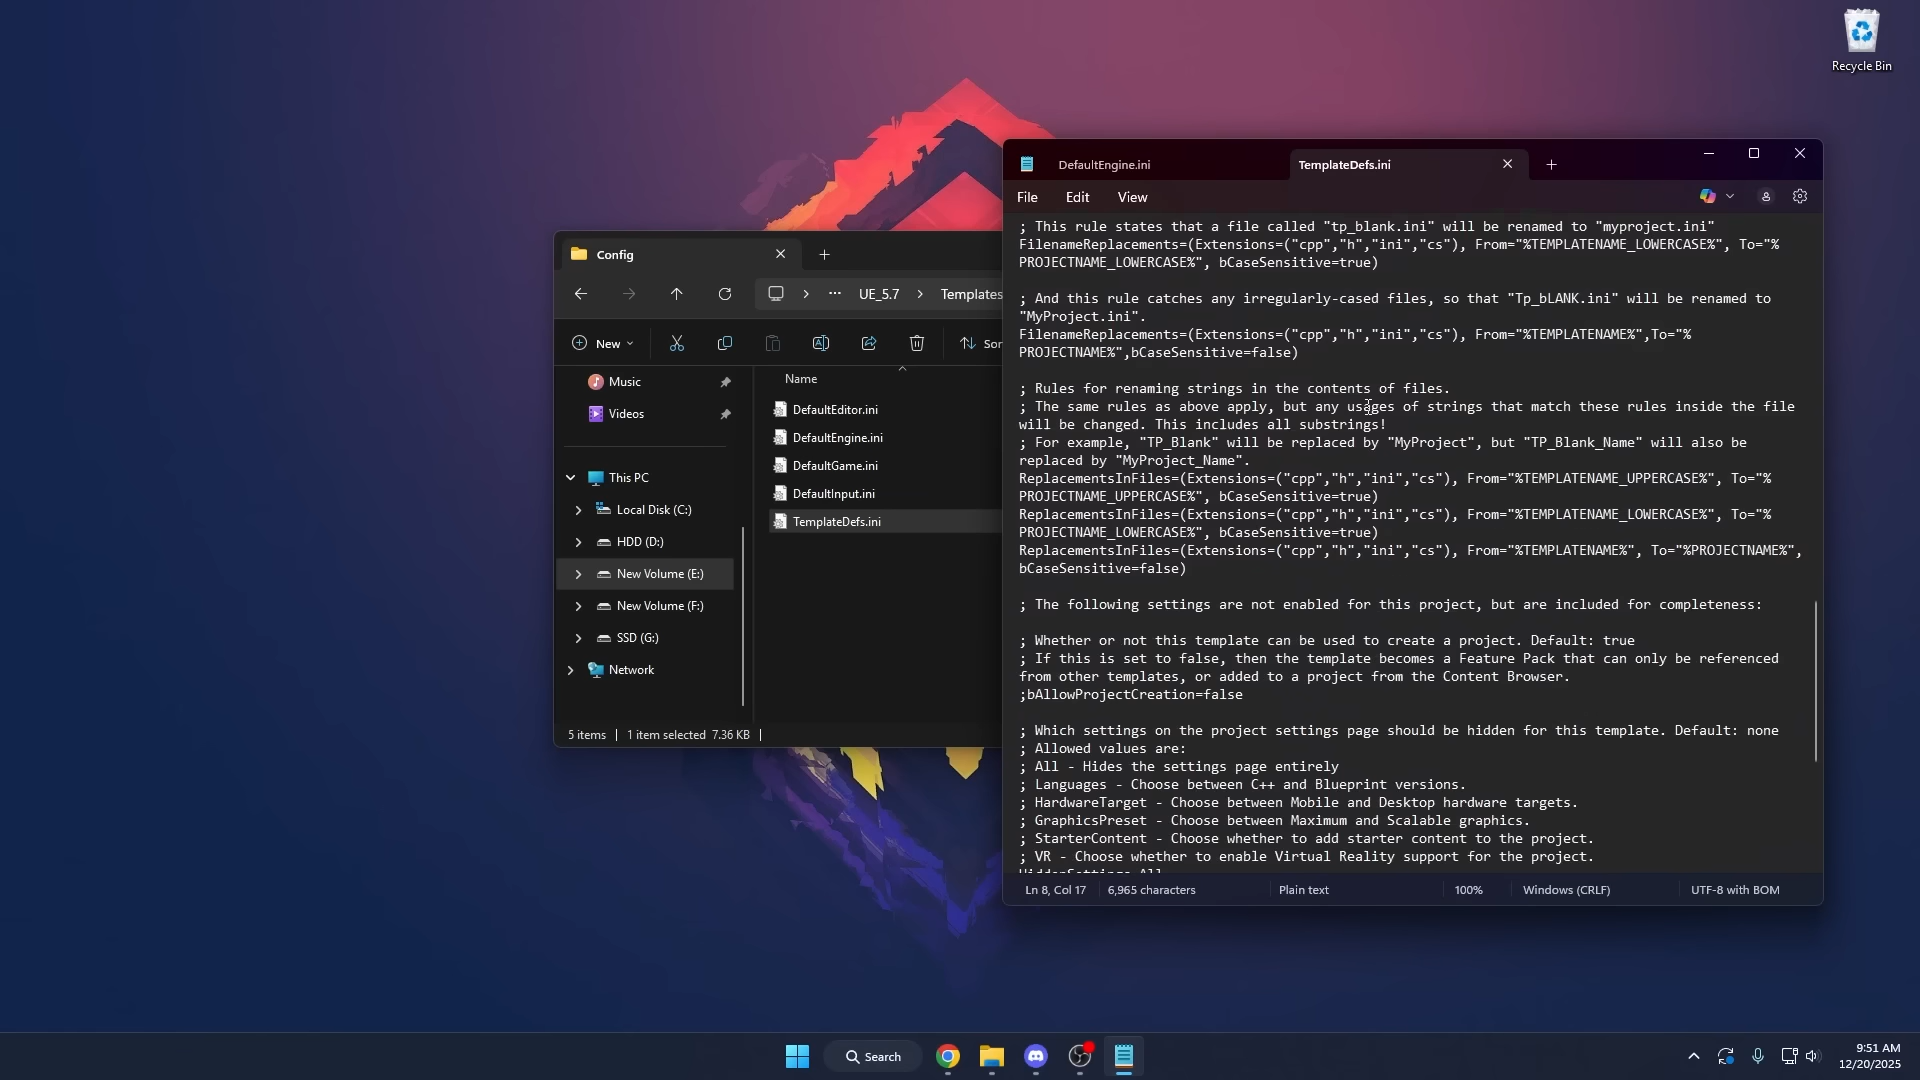 Recycle Bin
DefaultEngine.ini
TemplateDefs.ini
File
Edit
View
; This rule states that a file called "tp_blank.ini" will be renamed to "myproject.ini"
FilenameReplacements=(Extensions=("cpp","h","ini","cs"), From="%TEMPLATENAME_LOWERCASE%", To="%
PROJECTNAME_LOWERCASE%", bCaseSensitive=true)
; And this rule catches any irregularly-cased files, so that "Tp_bLANK.ini" will be renamed to
"MyProject.ini".
FilenameReplacements=(Extensions=("cpp","h","ini","cs"), From="%TEMPLATENAME%",To="%
PROJECTNAME%",bCaseSensitive=false)
; Rules for renaming strings in the contents of files.
; The same rules as above apply, but any usages of strings that match these rules inside the file
will be changed. This includes all substrings!
; For example, "TP_Blank" will be replaced by "MyProject", but "TP_Blank_Name" will also be
replaced by "MyProject_Name".
ReplacementsInFiles=(Extensions=("cpp","h","ini","cs"), From="%TEMPLATENAME_UPPERCASE%", To="%
PROJECTNAME_UPPERCASE%", bCaseSensitive=true)
ReplacementsInFiles=(Extensions=("cpp","h","ini","cs"), From="%TEMPLATENAME_LOWERCASE%", To="%
PROJECTNAME_LOWERCASE%", bCaseSensitive=true)
ReplacementsInFiles=(Extensions=("cpp","h","ini","cs"), From="%TEMPLATENAME%", To="%PROJECTNAME%",
bCaseSensitive=false)
; The following settings are not enabled for this project, but are included for completeness:
; Whether or not this template can be used to create a project. Default: true
; If this is set to false, then the template becomes a Feature Pack that can only be referenced
from other templates, or added to a project from the Content Browser.
;bAllowProjectCreation=false
; Which settings on the project settings page should be hidden for this template. Default: none
; Allowed values are:
; All - Hides the settings page entirely
; Languages - Choose between C++ and Blueprint versions.
; HardwareTarget - Choose between Mobile and Desktop hardware targets.
; GraphicsPreset - Choose between Maximum and Scalable graphics.
; StarterContent - Choose whether to add starter content to the project.
; VR - Choose whether to enable Virtual Reality support for the project.
Ln 8, Col 17
6,965 characters
Plain text
100%
Windows (CRLF)
UTF-8 with BOM
Config
UE_5.7
Templates
New
Name
Music
Videos
This PC
Local Disk (C:)
HDD (D:)
New Volume (E:)
New Volume (F:)
SSD (G:)
Network
DefaultEditor.ini
DefaultEngine.ini
DefaultGame.ini
DefaultInput.ini
TemplateDefs.ini
5 items
1 item selected 7.36 KB
Search
9:51 AM
12/20/2025